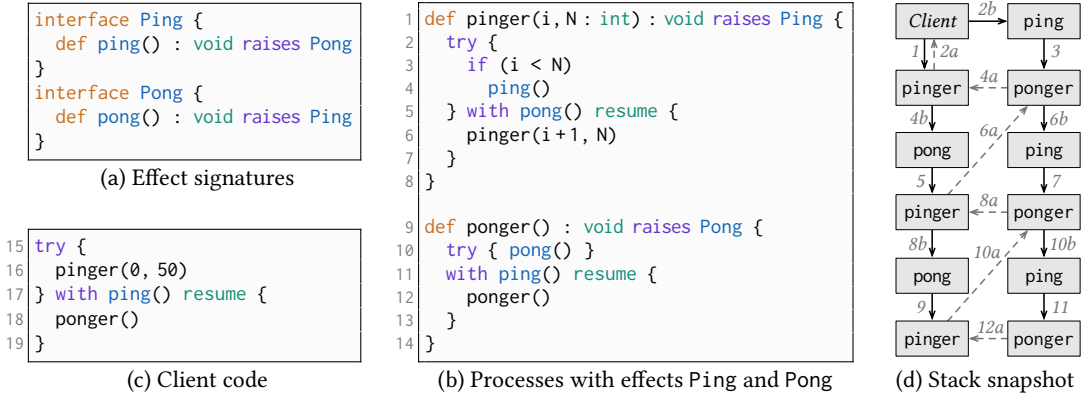 interface Ping {
def ping() : void raises Pong
}
interface Pong {
def pong() : void raises Ping
}
(a) Effect signatures
15 try {
16 pinger(0, 50)
17 } with ping() resume {
18 ponger()
19 }
(c) Client code
1 def pinger(i, N : int) : void raises Ping {
2 try {
3 if (i < N)
4 ping()
5 } with pong() resume {
6 pinger(i+1, N)
7 }
8 }
9 def ponger() : void raises Pong {
10 try { pong() }
11 with ping() resume {
12 ponger()
13 }
14 }
(b) Processes with effects Ping and Pong
Client 2b ping
1 2a 3
pinger 4a ponger
4b 6a 6b
pong ping
5 7
pinger 8a ponger
8b 10a 10b
pong ping
9 11
pinger 12a ponger
(d) Stack snapshot